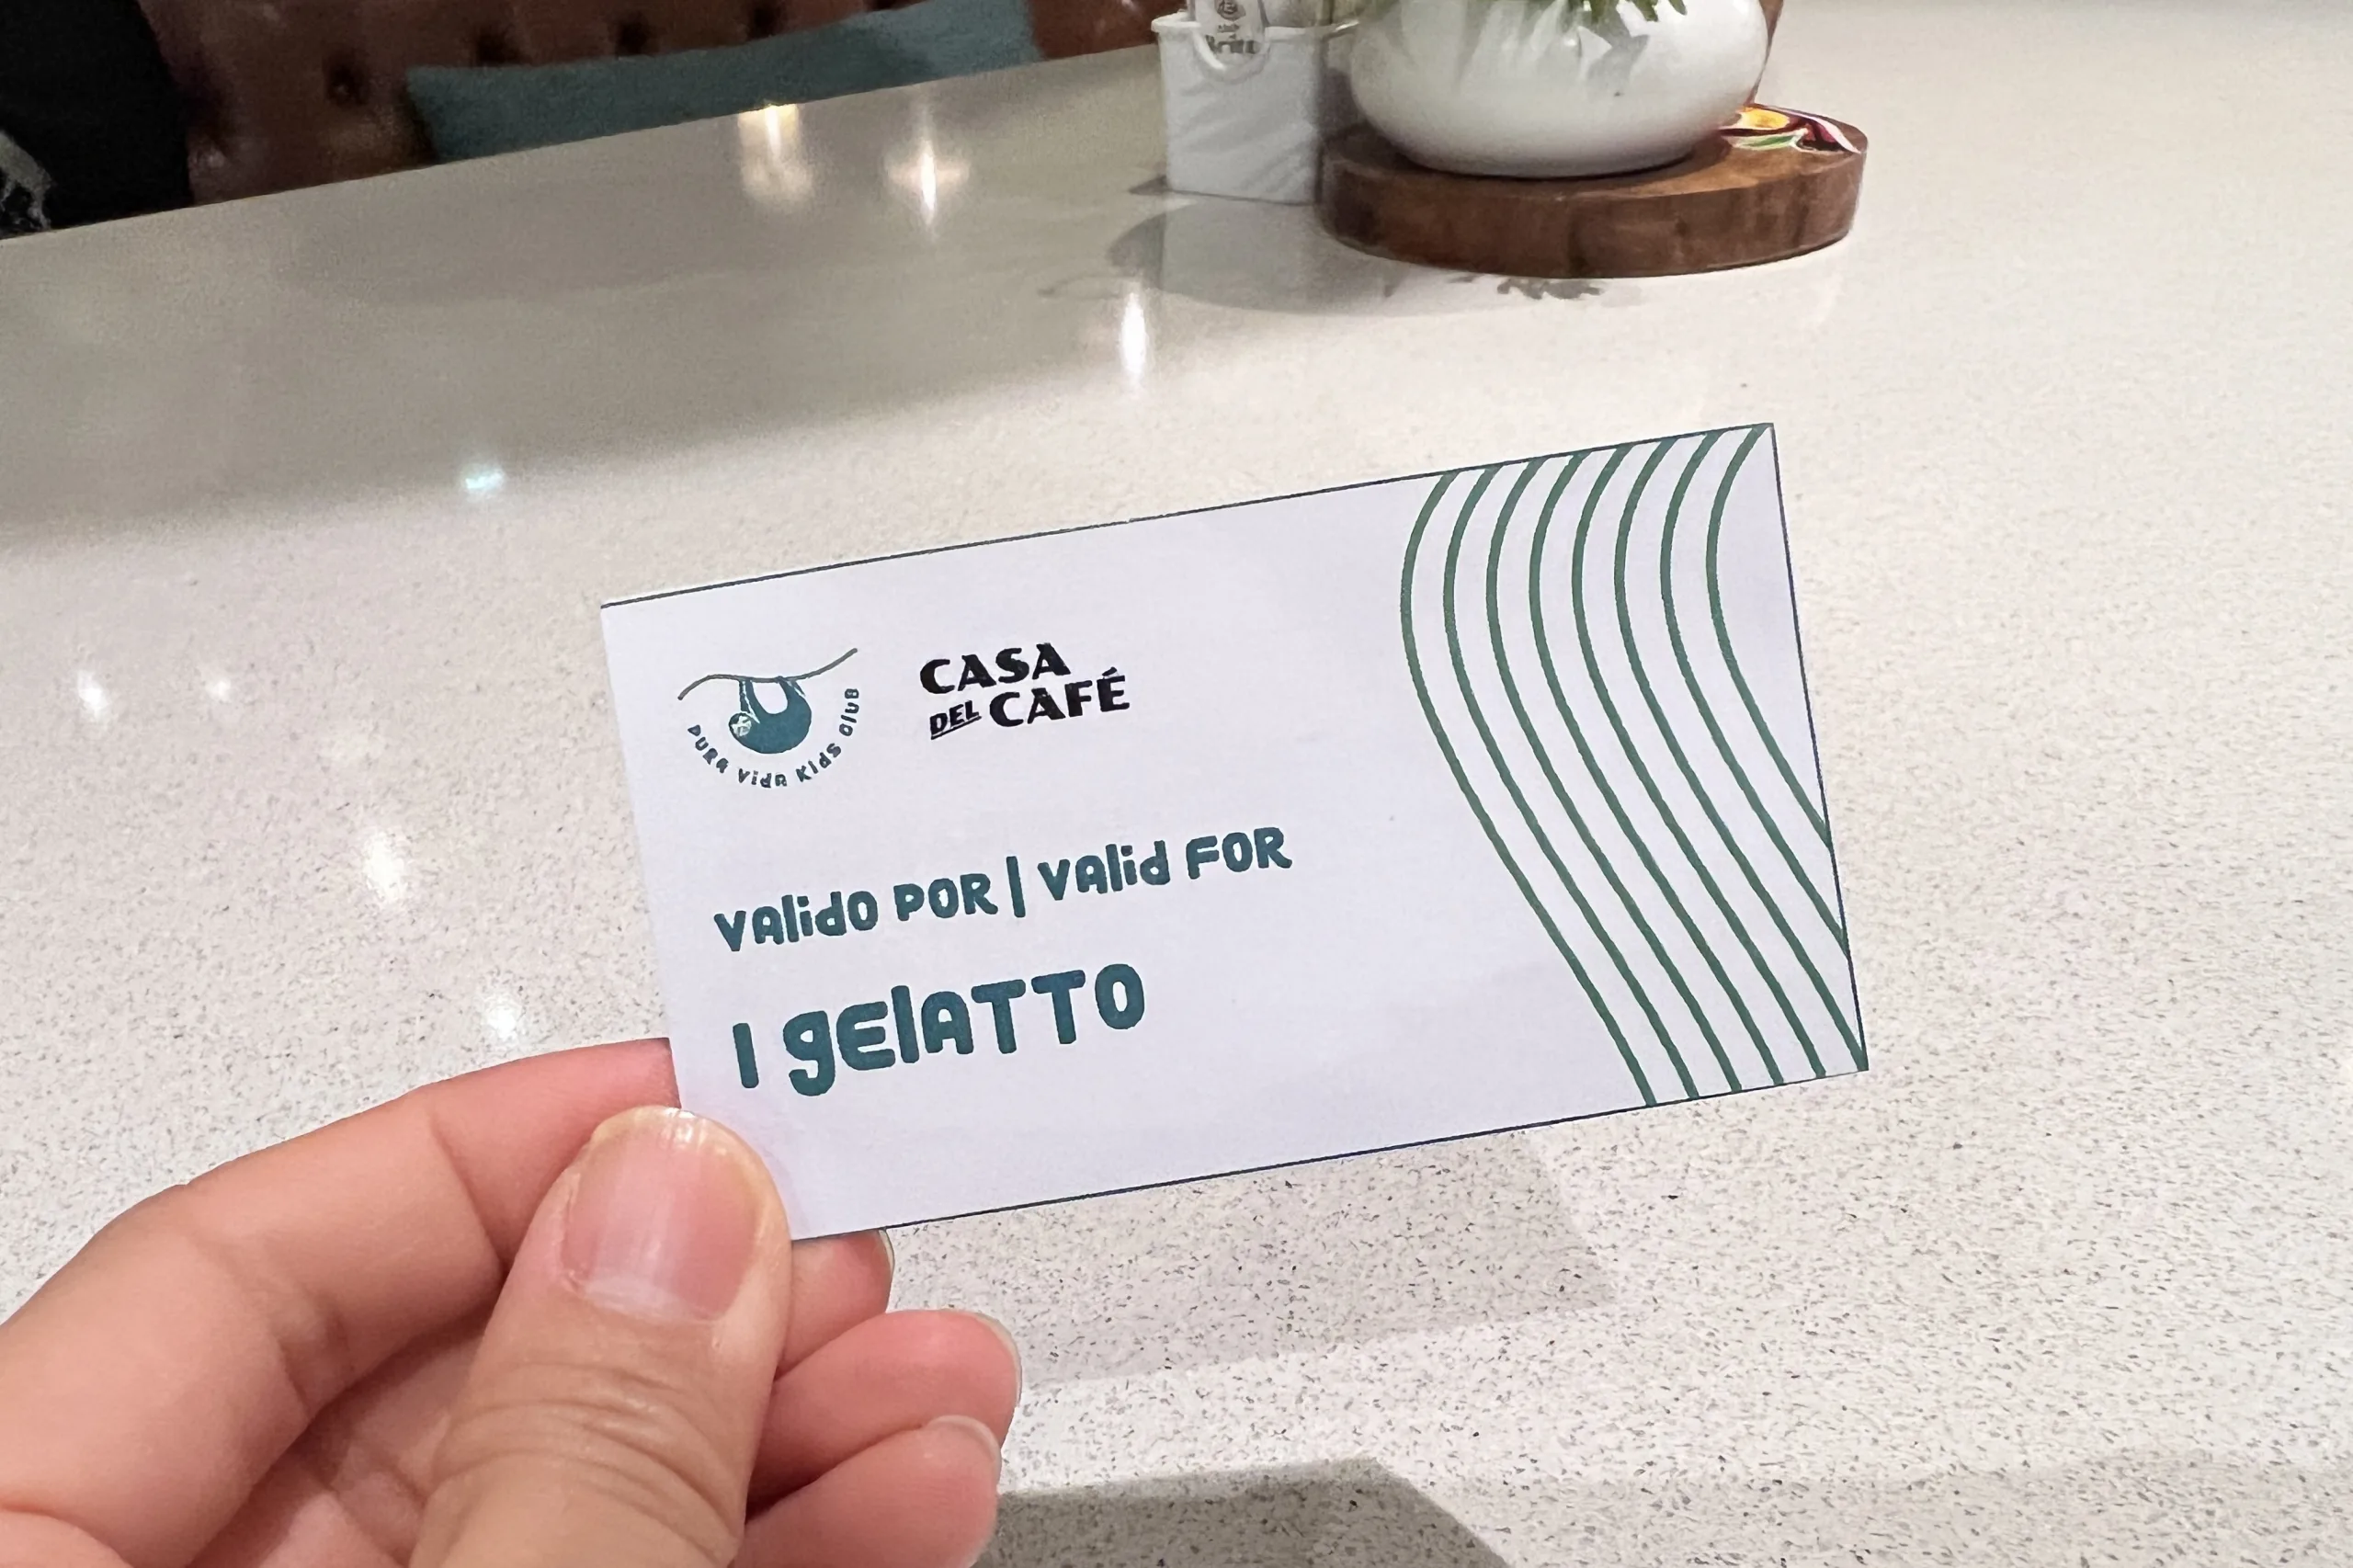 PURA Vida Kids Club
CASA
DEL CAFÉ
Valido POR | Valid FOR
1 gElATTO